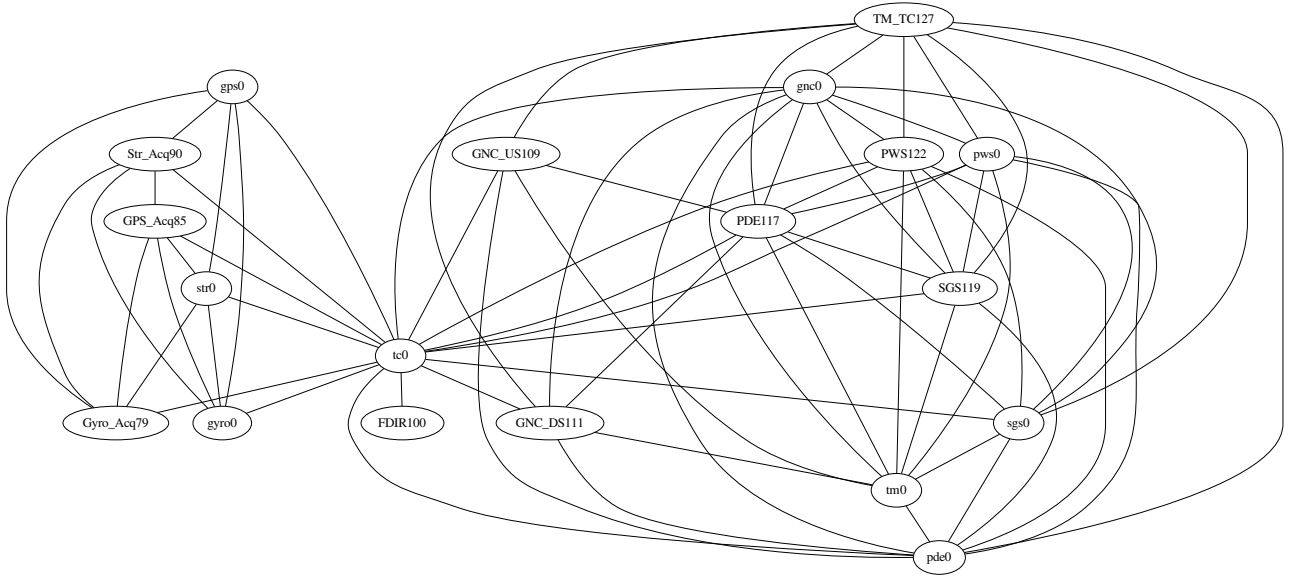 TM_TC127
gps0
gnc0
Str_Acq90
GNC_US109
PWS122
pws0
GPS_Acq85
PDE117
str0
SGS119
tc0
Gyro_Acq79
gyro0
FDIR100
GNC_DS111
sgs0
tm0
pde0